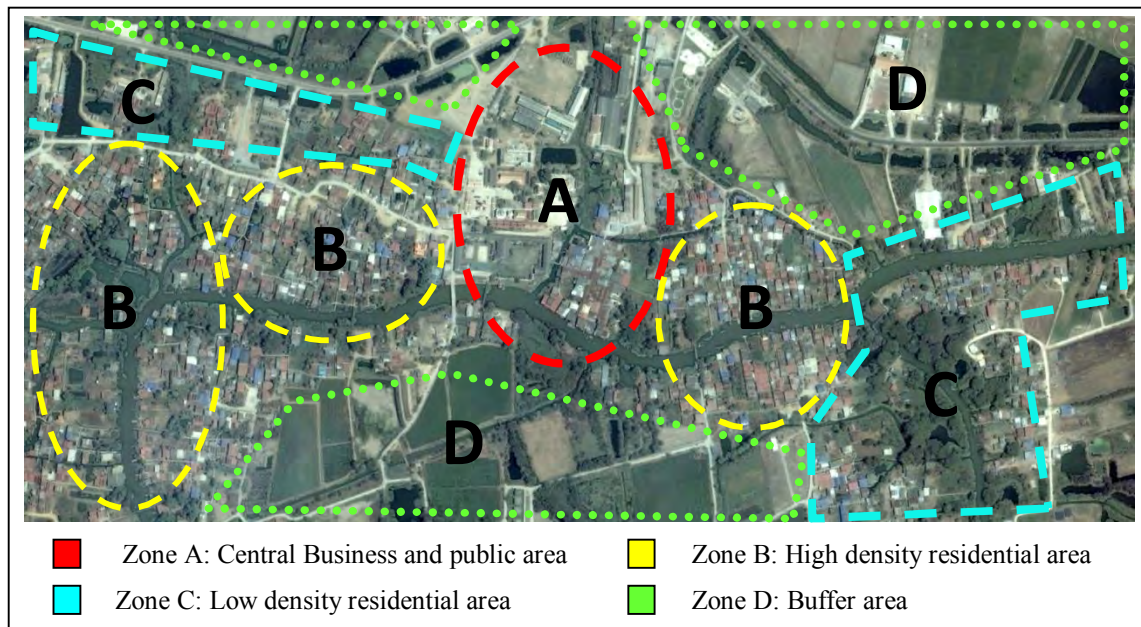 C
D
A
B
B
B
C
D
Zone A: Central Business and public area
Zone B: High density residential area
Zone C: Low density residential area
Zone D: Buffer area